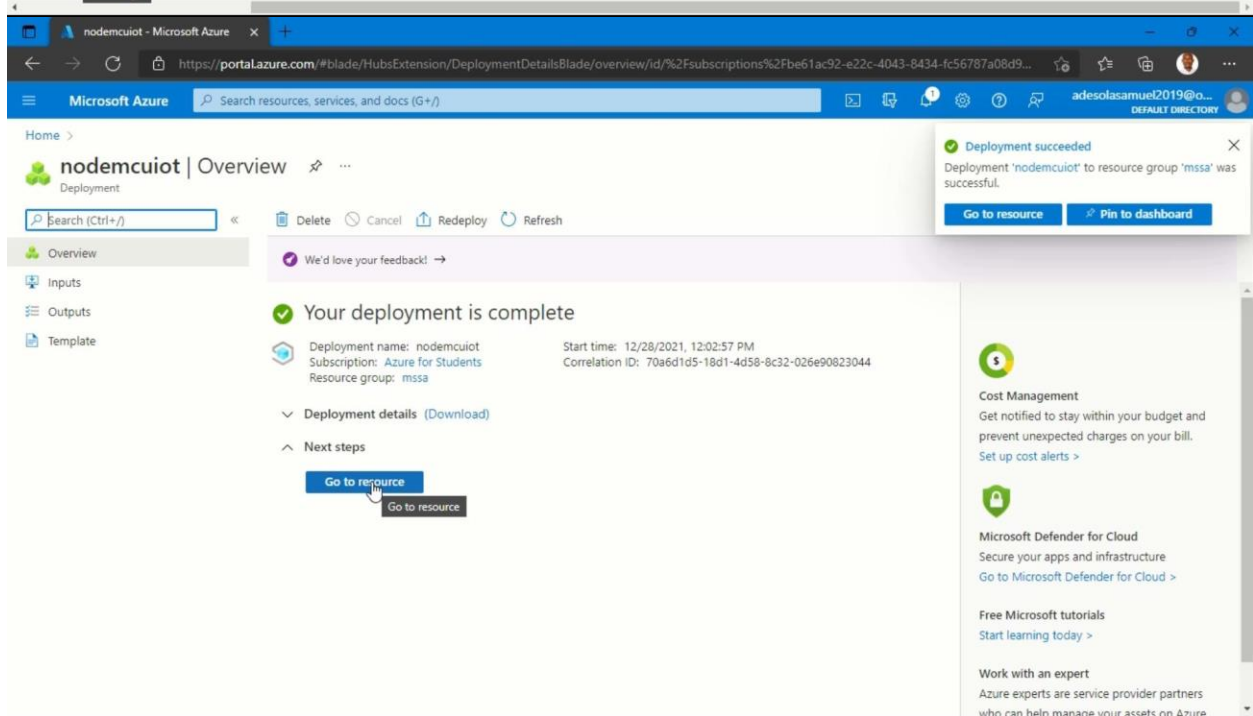 nodemcuiot - Microsoft Azure
https://portal.azure.com/#blade/HubsExtension/DeploymentDetailsBlade/overview/id/%2Fsubscriptions%2Fbe61ac92-e22c-4043-8434-fc56787a08d9...
Microsoft Azure
Search resources, services, and docs (G+/)
1
adesolasamuel2019@o...
DEFAULT DIRECTORY
Home >
nodemcuiot | Overview
Deployment
Deployment succeeded
Deployment 'nodemcuiot' to resource group 'mssa' was
successful.
Go to resource
Pin to dashboard
Search (Ctrl+/)
«
Delete
Cancel
Redeploy
Refresh
Overview
Inputs
Outputs
Template
We'd love your feedback! →
Your deployment is complete
Deployment name: nodemcuiot
Subscription: Azure for Students
Resource group: mssa
Start time: 12/28/2021, 12:02:57 PM
Correlation ID: 70a6d1d5-18d1-4d58-8c32-026e90823044
Deployment details (Download)
Next steps
Go to resource
Go to resource
$
Cost Management
Get notified to stay within your budget and
prevent unexpected charges on your bill.
Set up cost alerts >
Microsoft Defender for Cloud
Secure your apps and infrastructure
Go to Microsoft Defender for Cloud >
Free Microsoft tutorials
Start learning today >
Work with an expert
Azure experts are service provider partners
who can help manage your assets on Azure